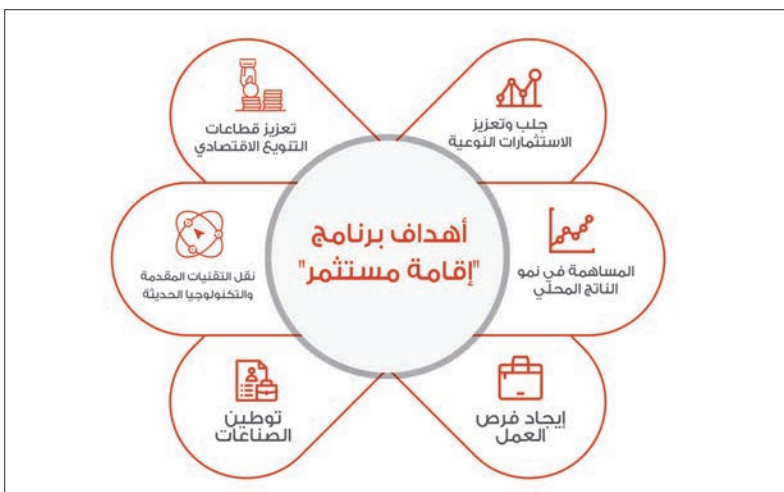 أهداف برنامج
"إقامة مستثمر"
جلب وتعزيز
الاستثمارات النوعية
المساهمة في نمو
الناتج المحلي
إيجاد فرص
العمل
تعزيز قطاعات
التنويع الاقتصادي
نقل التقنيات المقدمة
والتكنولوجيا الحديثة
توطين
الصناعات